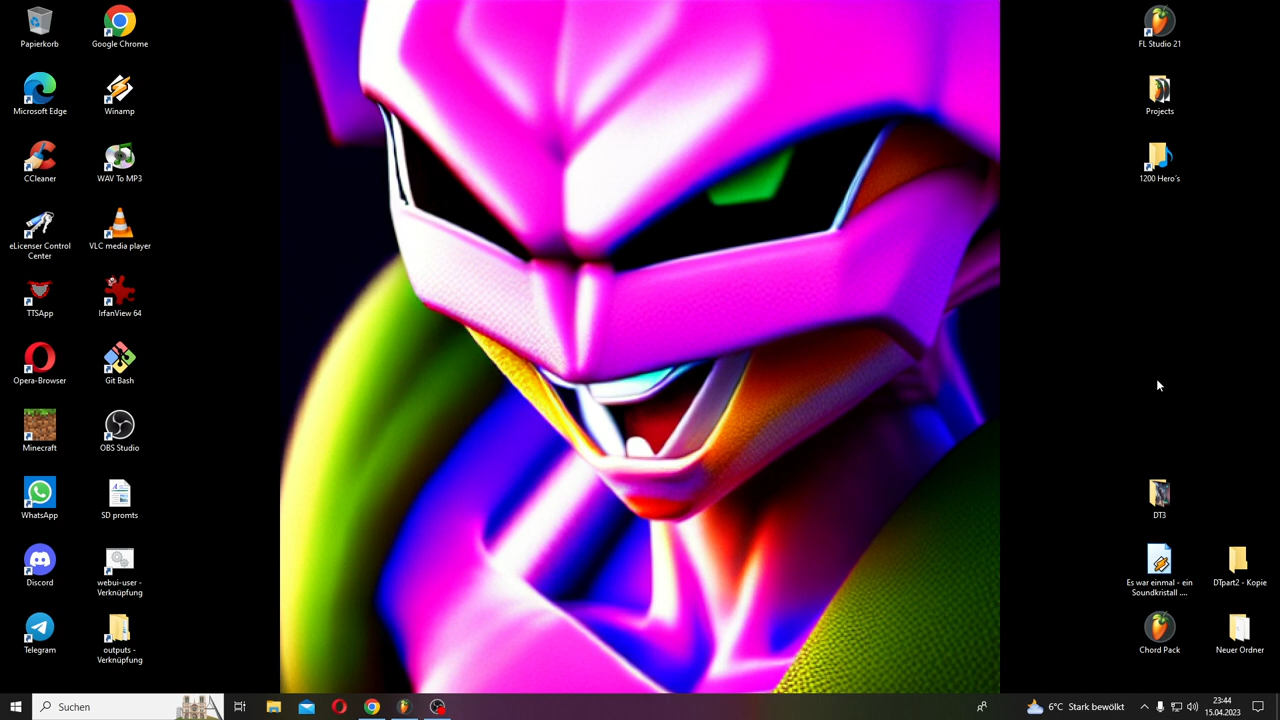 Papierkorb
Google Chrome
FL Studio 21
Microsoft Edge
Winamp
Projects
CCleaner
WAV To MP3
1200 Hero´s
eLicenser Control
Center
VLC media player
TTSApp
IrfanView 64
Opera-Browser
Git Bash
Minecraft
OBS Studio
WhatsApp
SD promts
DT3
Discord
webui-user -
Verknüpfung
Es war einmal - ein
Soundkristall ....
DTpart2 - Kopie
Telegram
outputs -
Verknüpfung
Chord Pack
Neuer Ordner
Suchen
6°C Stark bewölkt
23:44
15.04.2023